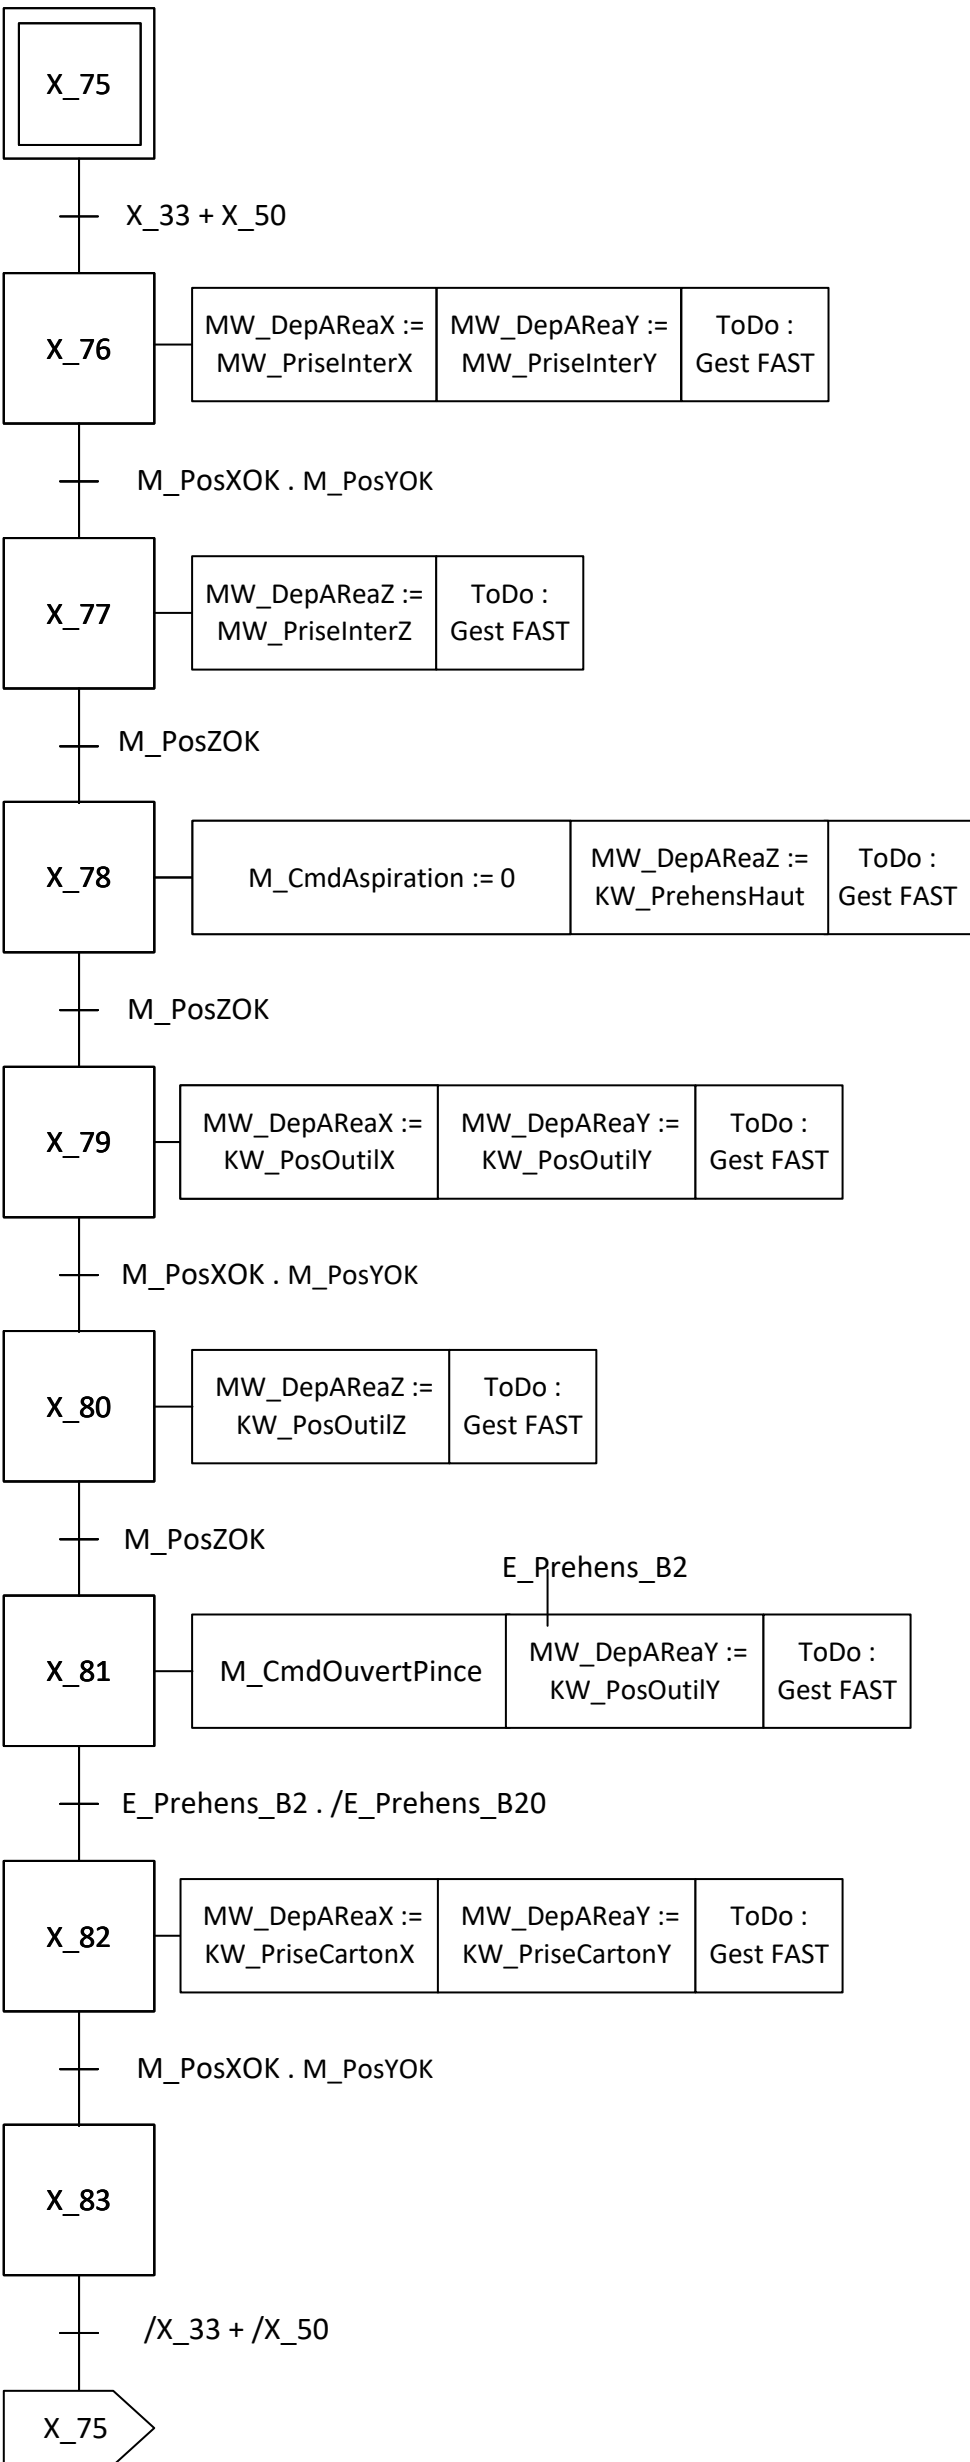 X_75
X_33 + X_50
X_76
MW_DepAReaX :=
MW_PriseInterX
MW_DepAReaY :=
MW_PriseInterY
ToDo :
Gest FAST
M_PosXOK . M_PosYOK
X_77
MW_DepAReaZ :=
MW_PriseInterZ
ToDo :
Gest FAST
M_PosZOK
X_78
M_CmdAspiration := 0
MW_DepAReaZ :=
KW_PrehensHaut
ToDo :
Gest FAST
M_PosZOK
X_79
MW_DepAReaX :=
KW_PosOutilX
MW_DepAReaY :=
KW_PosOutilY
ToDo :
Gest FAST
M_PosXOK . M_PosYOK
X_80
MW_DepAReaZ :=
KW_PosOutilZ
ToDo :
Gest FAST
M_PosZOK
E_Prehens_B2
X_81
M_CmdOuvertPince
MW_DepAReaY :=
KW_PosOutilY
ToDo :
Gest FAST
E_Prehens_B2 . /E_Prehens_B20
X_82
MW_DepAReaX :=
KW_PriseCartonX
MW_DepAReaY :=
KW_PriseCartonY
ToDo :
Gest FAST
M_PosXOK . M_PosYOK
X_83
/X_33 + /X_50
X_75